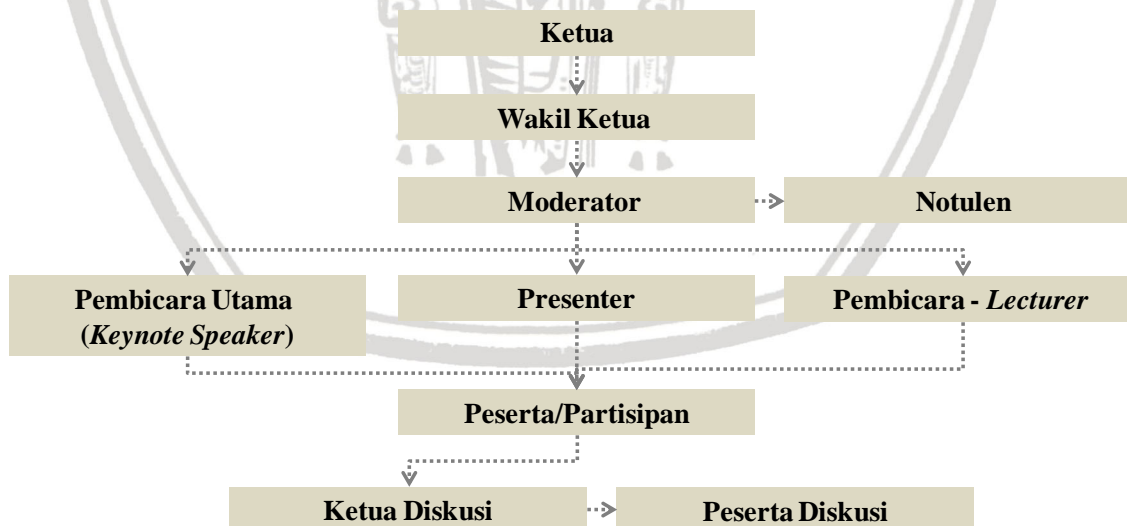 Ketua
Wakil Ketua
Moderator
Notulen
Pembicara Utama
(Keynote Speaker)
Presenter
Pembicara - Lecturer
Peserta/Partisipan
Ketua Diskusi
Peserta Diskusi